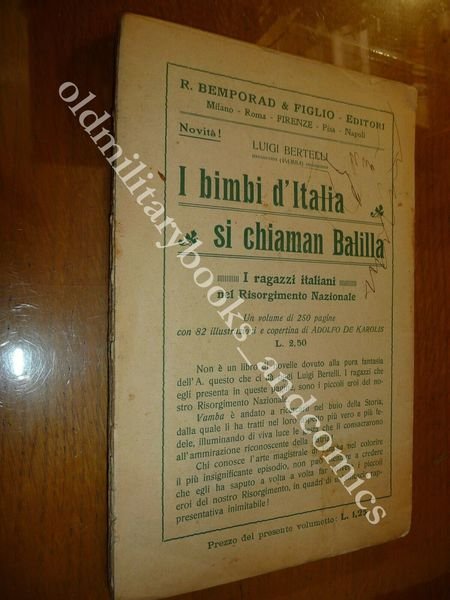 R. BEMPORAD & FIGLIO - EDITORI
Milano - Roma - FIRENZE - Pisa - Napoli
Novità!
LUIGI BERTELLI
(VAMBA)
I bimbi d'Italia
si chiaman Balilla
I ragazzi italiani
nel Risorgimento Nazionale
Un volume di 250 pagine
con 82 illustrazioni e copertina di ADOLFO DE KAROLIS
L. 2,50
Non è un libro di novelle dovuto alla pura fantasia
dell'A. questo che ci dà oggi Luigi Bertelli. I ragazzi che
egli presenta in queste pagine, sono i piccoli eroi del no-
stro Risorgimento Nazionale
Vamba è andato a ricercarli nel buio della Storia,
dalla quale li ha tratti nel loro aspetto più vero e più fe-
dele, illuminando di viva luce le gesta che li consacrarono
all'ammirazione riconoscente della
Chi conosce l'arte magistrale di Vamba nel colorire
il più insignificante episodio, non può a credere
che egli ha saputo a volta a volta far i piccoli
eroi del nostro Risorgimento, in quadri di
presentativa inimitabile!
Prezzo del presente volumetto: L. 1,25
oldmilitarybooks_andcomics